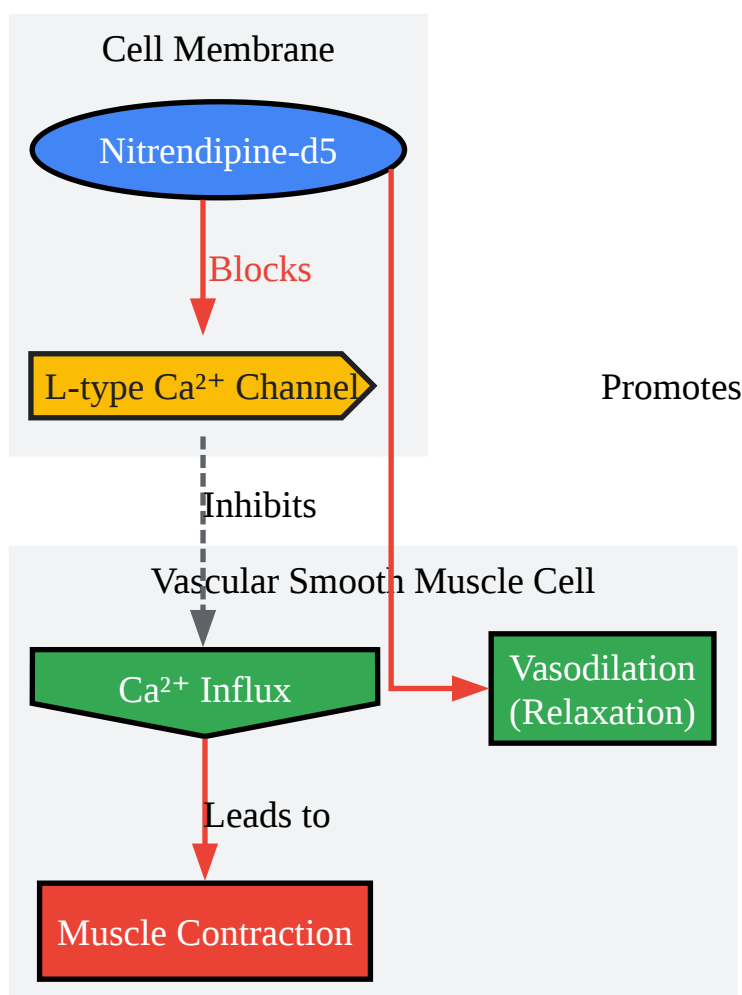 Cell Membrane
Nitrendipine-d5
Blocks
L-type Ca²⁺ Channel
Promotes
Inhibits
Vascular Smooth Muscle Cell
Vasodilation
(Relaxation)
Ca²⁺ Influx
Leads to
Muscle Contraction